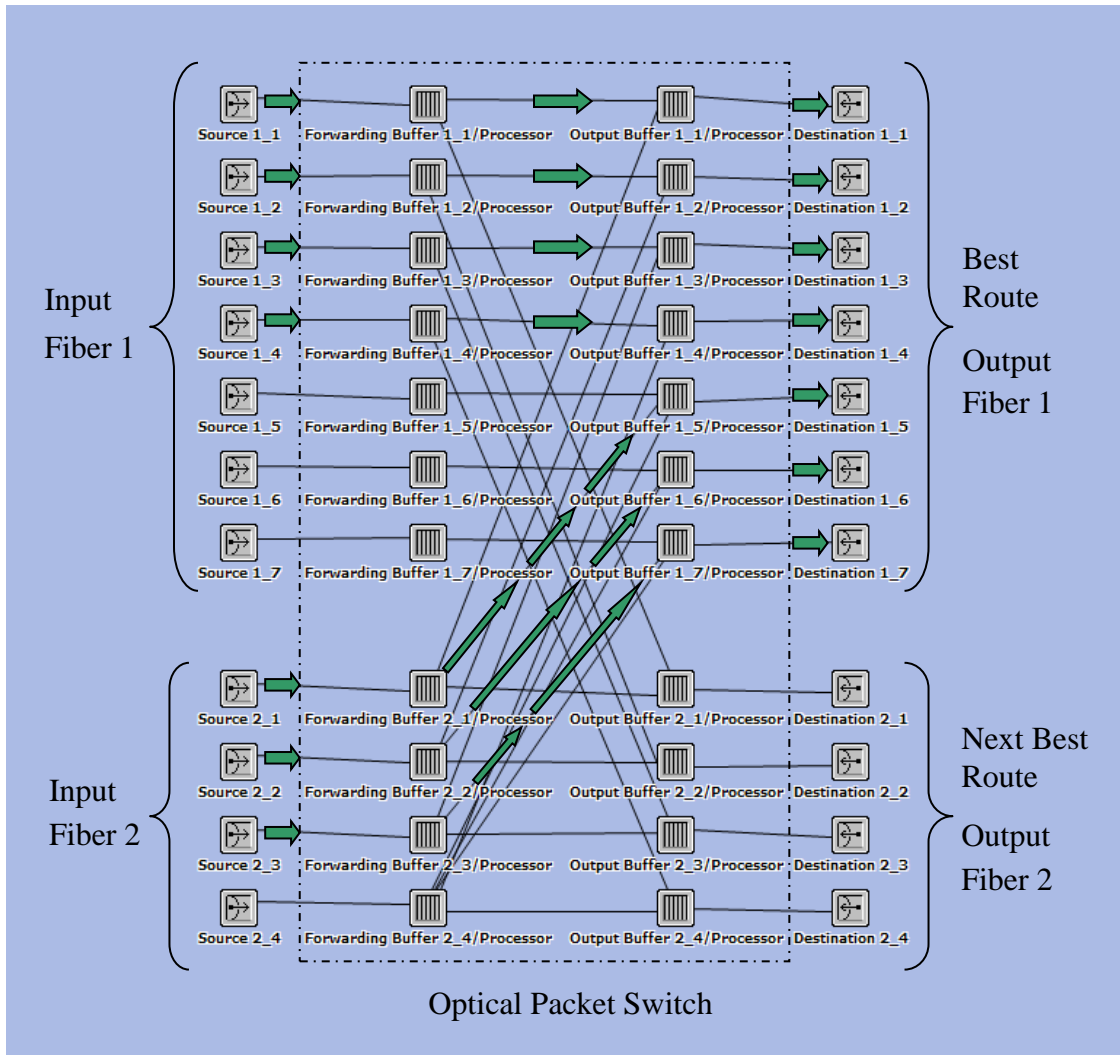 Source 1_1 Forwarding Buffer 1_1/Processor Output Buffer 1_1/Processor Destination 1_1
Source 1_2 Forwarding Buffer 1_2/Processor Output Buffer 1_2/Processor Destination 1_2
Source 1_3 Forwarding Buffer 1_3/Processor Output Buffer 1_3/Processor Destination 1_3
Input
Fiber 1
Best
Route
Source 1_4 Forwarding Buffer 1_4/Processor Output Buffer 1_4/Processor Destination 1_4
Output
Fiber 1
Source 1_5 Forwarding Buffer 1_5/Processor Output Buffer 1_5/Processor Destination 1_5
Source 1_6 Forwarding Buffer 1_6/Processor Output Buffer 1_6/Processor Destination 1_6
Source 1_7 Forwarding Buffer 1_7/Processor Output Buffer 1_7/Processor Destination 1_7
Source 2_1 Forwarding Buffer 2_1/Processor Output Buffer 2_1/Processor Destination 2_1
Input
Fiber 2
Next Best
Route
Source 2_2 Forwarding Buffer 2_2/Processor Output Buffer 2_2/Processor Destination 2_2
Output
Fiber 2
Source 2_3 Forwarding Buffer 2_3/Processor Output Buffer 2_3/Processor Destination 2_3
Source 2_4 Forwarding Buffer 2_4/Processor Output Buffer 2_4/Processor Destination 2_4
Optical Packet Switch